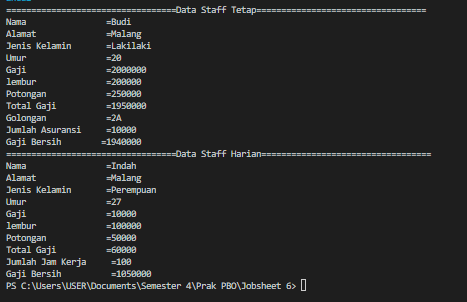 ==================================Data Staff Tetap==================================
Nama                =Budi
Alamat              =Malang
Jenis Kelamin       =Lakilaki
Umur                =20
Gaji                =2000000
lembur              =200000
Potongan            =250000
Total Gaji          =1950000
Golongan            =2A
Jumlah Asuransi     =10000
Gaji Bersih        =1940000
==================================Data Staff Harian==================================
Nama                =Indah
Alamat              =Malang
Jenis Kelamin       =Perempuan
Umur                =27
Gaji                =10000
lembur              =100000
Potongan            =50000
Total Gaji          =60000
Jumlah Jam Kerja     =100
Gaji Bersih          =1050000
PS C:\Users\USER\Documents\Semester 4\Prak PBO\Jobsheet 6>